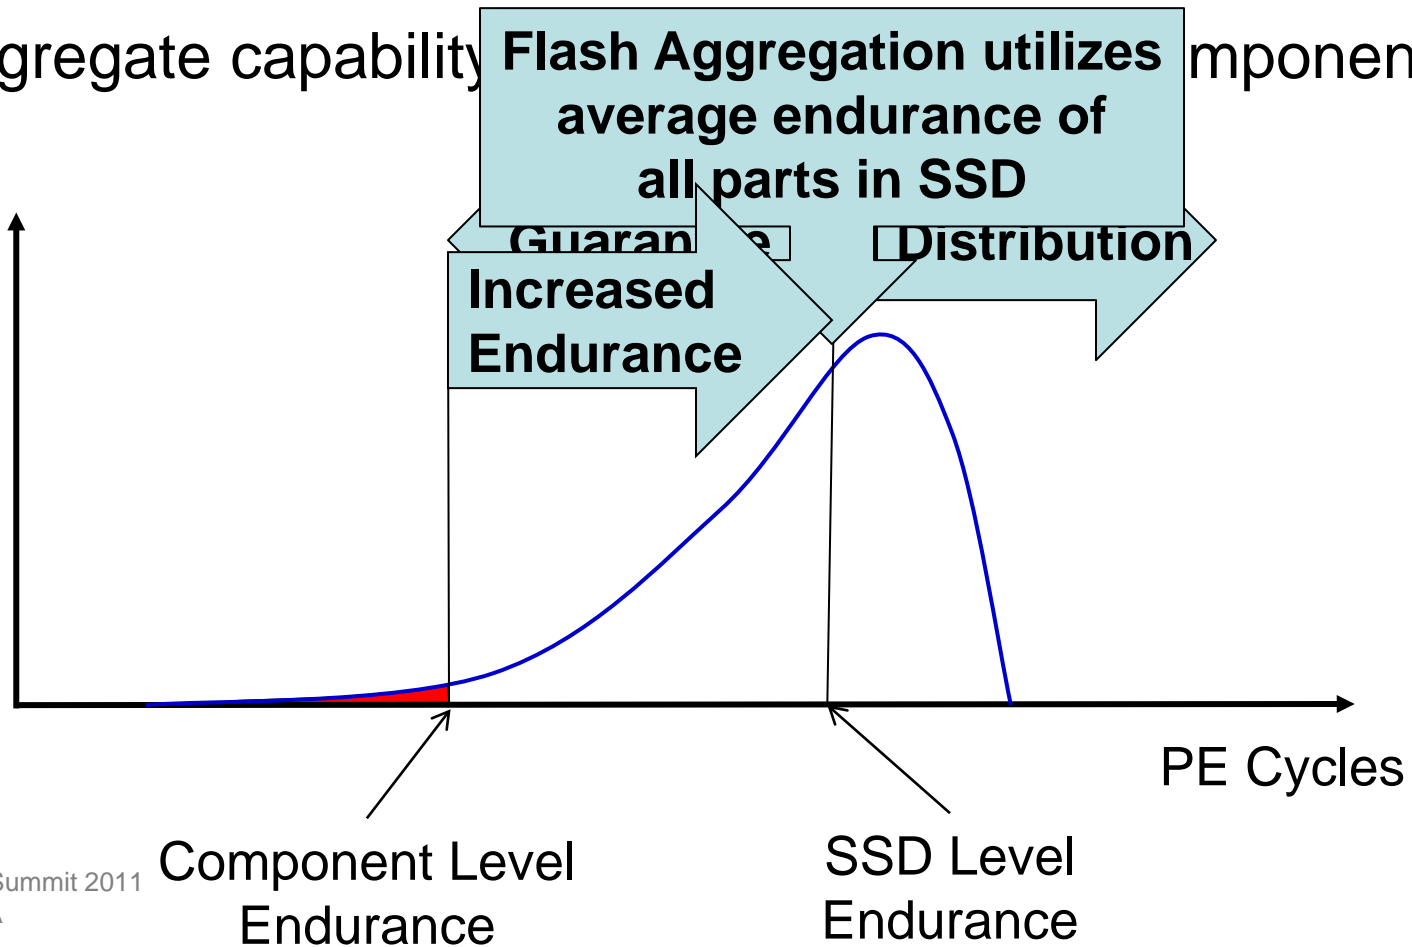 gregate capability
Flash Aggregation utilizes
average endurance of
all parts in SSD
Distribution
Increased
Endurance
PE Cycles
Component Level
Endurance
SSD Level
Endurance
Summit 2011